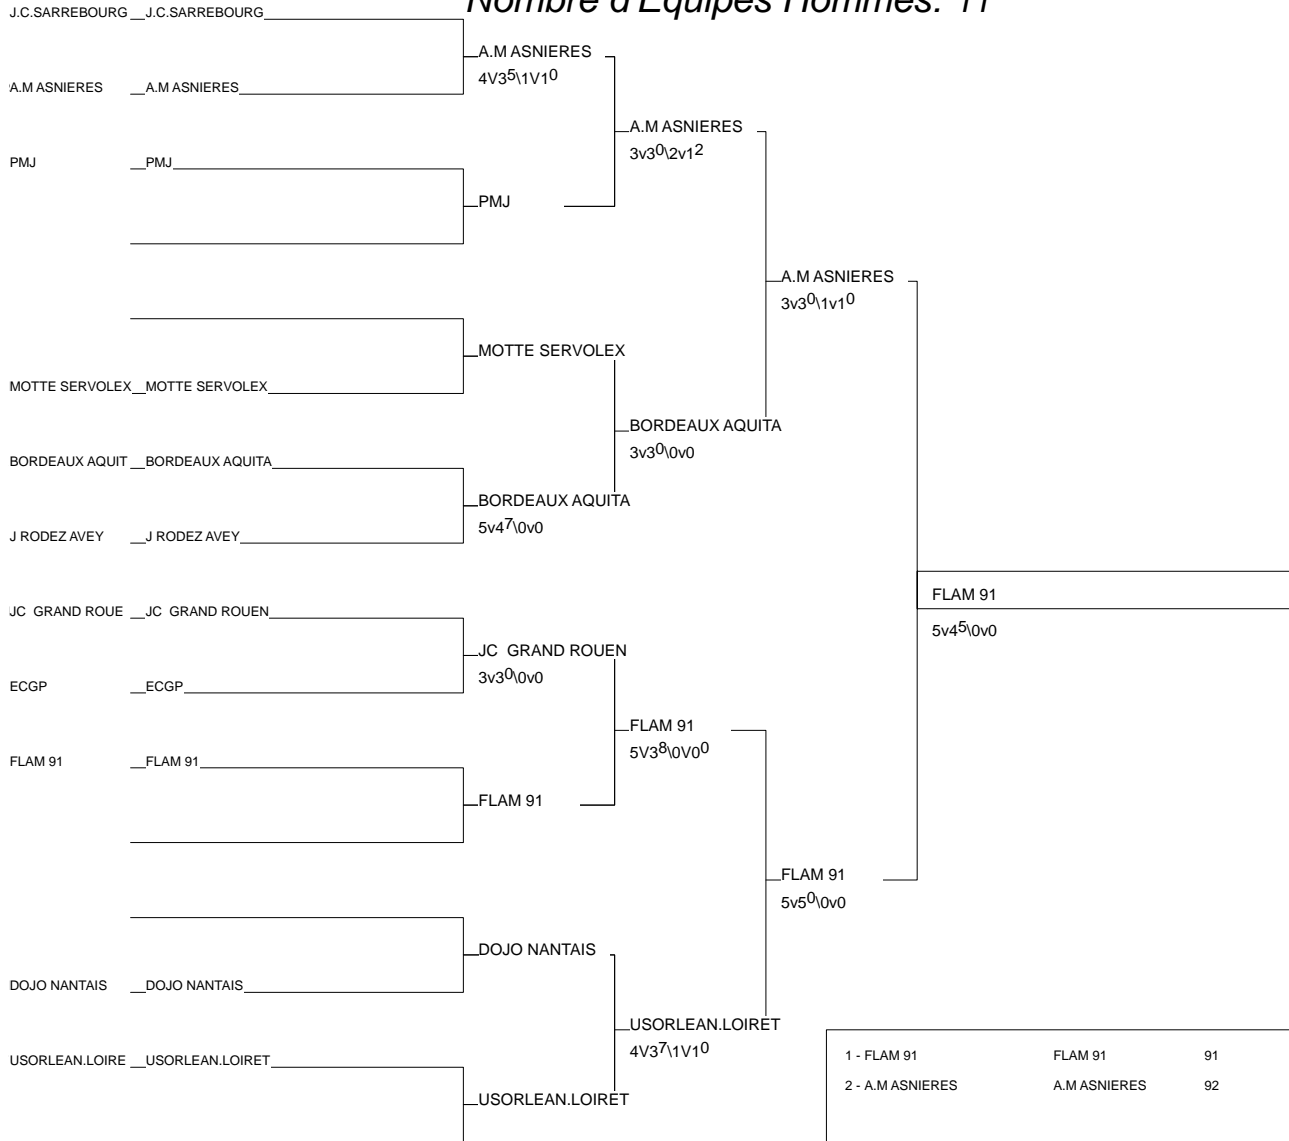 Nombre d'Equipes Hommes: 11
J.C.SARREBOURG J.C.SARREBOURG
A.M ASNIERES
4V35\1V10
A.M ASNIERES A.M ASNIERES
A.M ASNIERES
3v30\2v12
PMJ PMJ
PMJ
A.M ASNIERES
3v30\1v10
MOTTE SERVOLEX
MOTTE SERVOLEX MOTTE SERVOLEX
BORDEAUX AQUITA
3v30\0v0
BORDEAUX AQUIT BORDEAUX AQUITA
BORDEAUX AQUITA
5v47\0v0
J RODEZ AVEY J RODEZ AVEY
FLAM 91
5v45\0v0
JC GRAND ROUE JC GRAND ROUEN
JC GRAND ROUEN
3v30\0v0
ECGP ECGP
FLAM 91
5V38\0V00
FLAM 91 FLAM 91
FLAM 91
FLAM 91
5v50\0v0
DOJO NANTAIS
DOJO NANTAIS DOJO NANTAIS
USORLEAN.LOIRET
4V37\1V10
USORLEAN.LOIRE USORLEAN.LOIRET
USORLEAN.LOIRET
1 - FLAM 91 FLAM 91 91
2 - A.M ASNIERES A.M ASNIERES 92